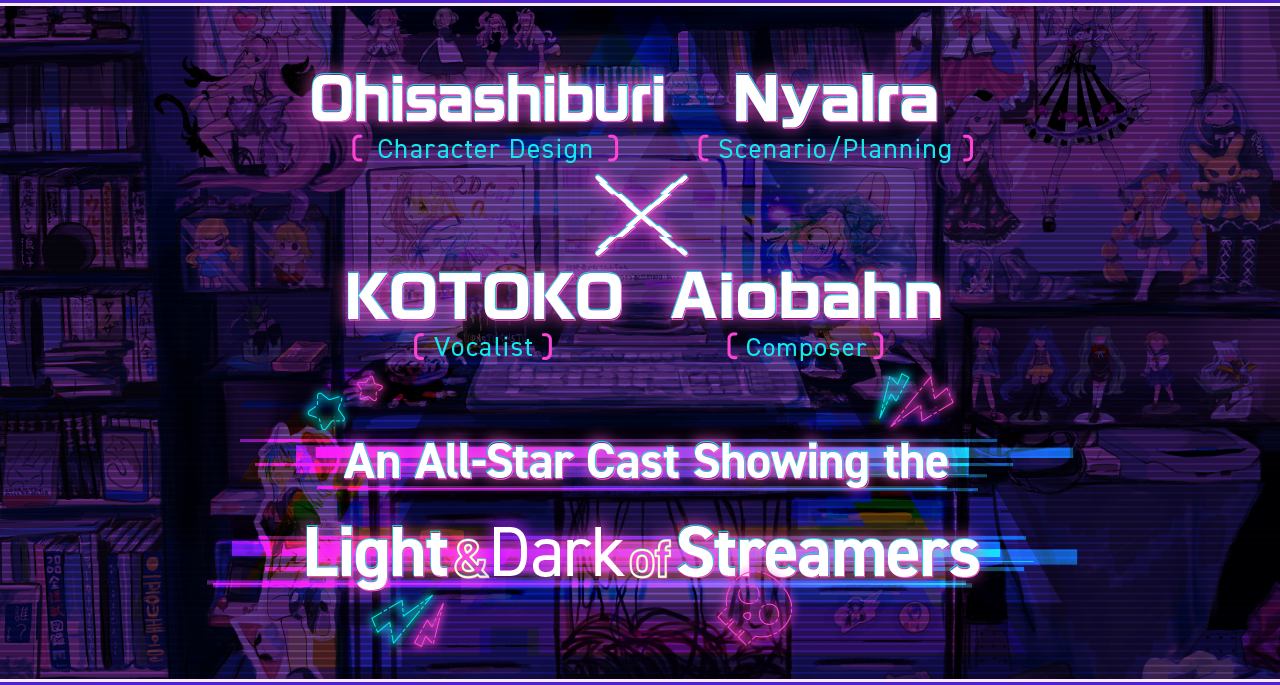 Ohisashiburi Nyalra
[ Character Design ] [ Scenario/Planning ]
×
KOTOKO Aiobahn
[ Vocalist ] [ Composer ]
An All-Star Cast Showing the
Light & Dark of Streamers